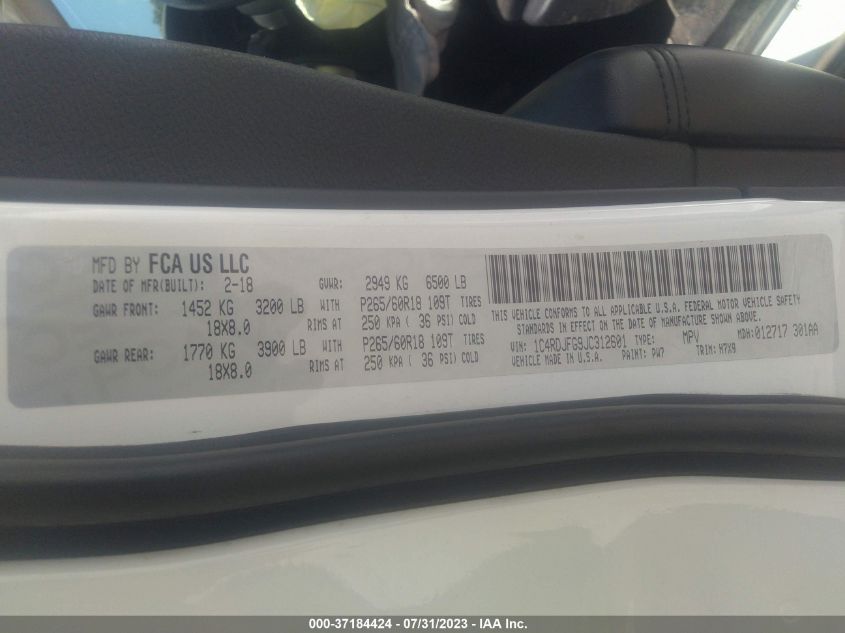 MFD BY FCA US LLC
DATE OF MFR(BUILT): 2-18 GVWR: 2949 KG 6500 LB
GAWR FRONT: 1452 KG 3200 LB WITH P265/60R18 109T TIRES
18X8.0 RIMS AT 250 KPA ( 36 PSI) COLD
GAWR REAR: 1770 KG 3900 LB WITH P265/60R18 109T TIRES
18X8.0 RIMS AT 250 KPA ( 36 PSI) COLD
THIS VEHICLE CONFORMS TO ALL APPLICABLE U.S.A. FEDERAL MOTOR VEHICLE SAFETY
STANDARDS IN EFFECT ON THE DATE OF MANUFACTURE SHOWN ABOVE.
VIN: 1C4RDJFG9JC312601 TYPE: MPV MDH:012717 301AA
VEHICLE MADE IN U.S.A. PAINT: PW7 TRIM: H7X9
000-37184424 - 07/31/2023 - Copyright © 2023 - IAA Inc.